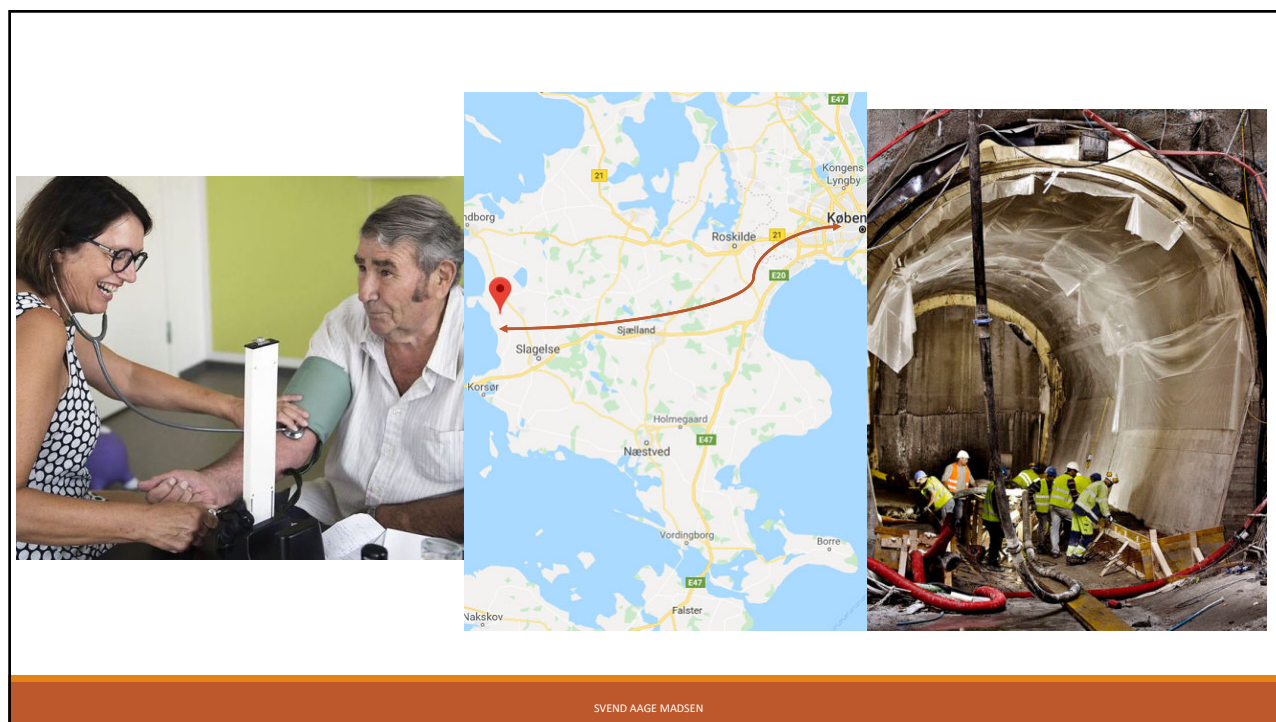 E47
21
Kongens
Lyngby
Køben
ndborg
Roskilde
21
E20
Sjælland
Slagelse
Korsør
Holmegaard
Næstved
E47
Vordingborg
Borre
E47
Falster
Nakskov
SVEND AAGE MADSEN